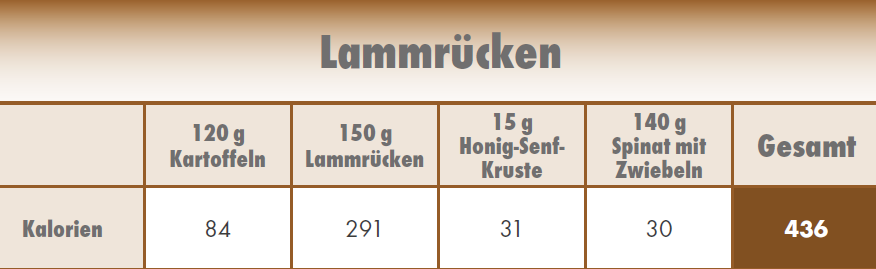 Lammrücken
120 g
Kartoffeln
150 g
Lammrücken
15 g
Honig-Senf-
Kruste
140 g
Spinat mit
Zwiebeln
Gesamt
Kalorien 84 291 31 30 436